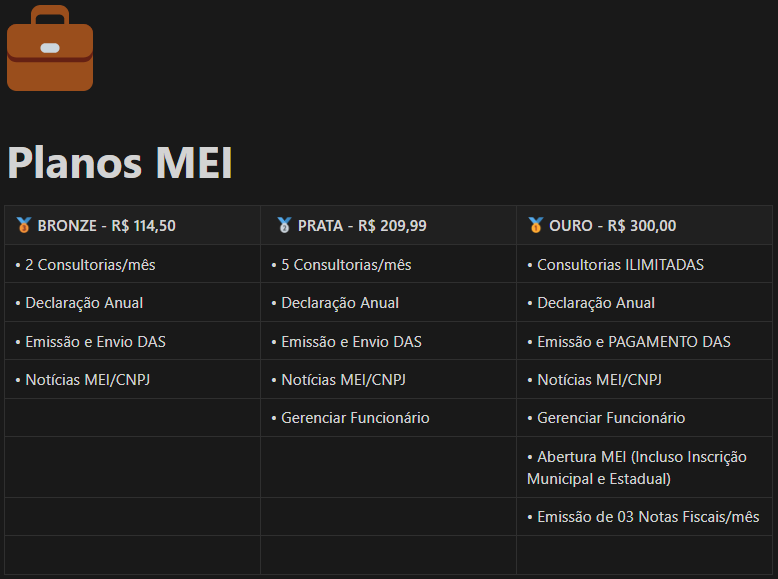 Planos MEI
BRONZE - R$ 114,50
PRATA - R$ 209,99
OURO - R$ 300,00
• 2 Consultorias/mês
• 5 Consultorias/mês
• Consultorias ILIMITADAS
• Declaração Anual
• Declaração Anual
• Declaração Anual
• Emissão e Envio DAS
• Emissão e Envio DAS
• Emissão e PAGAMENTO DAS
• Notícias MEI/CNPJ
• Notícias MEI/CNPJ
• Notícias MEI/CNPJ
• Gerenciar Funcionário
• Gerenciar Funcionário
• Abertura MEI (Incluso Inscrição
Municipal e Estadual)
• Emissão de 03 Notas Fiscais/mês